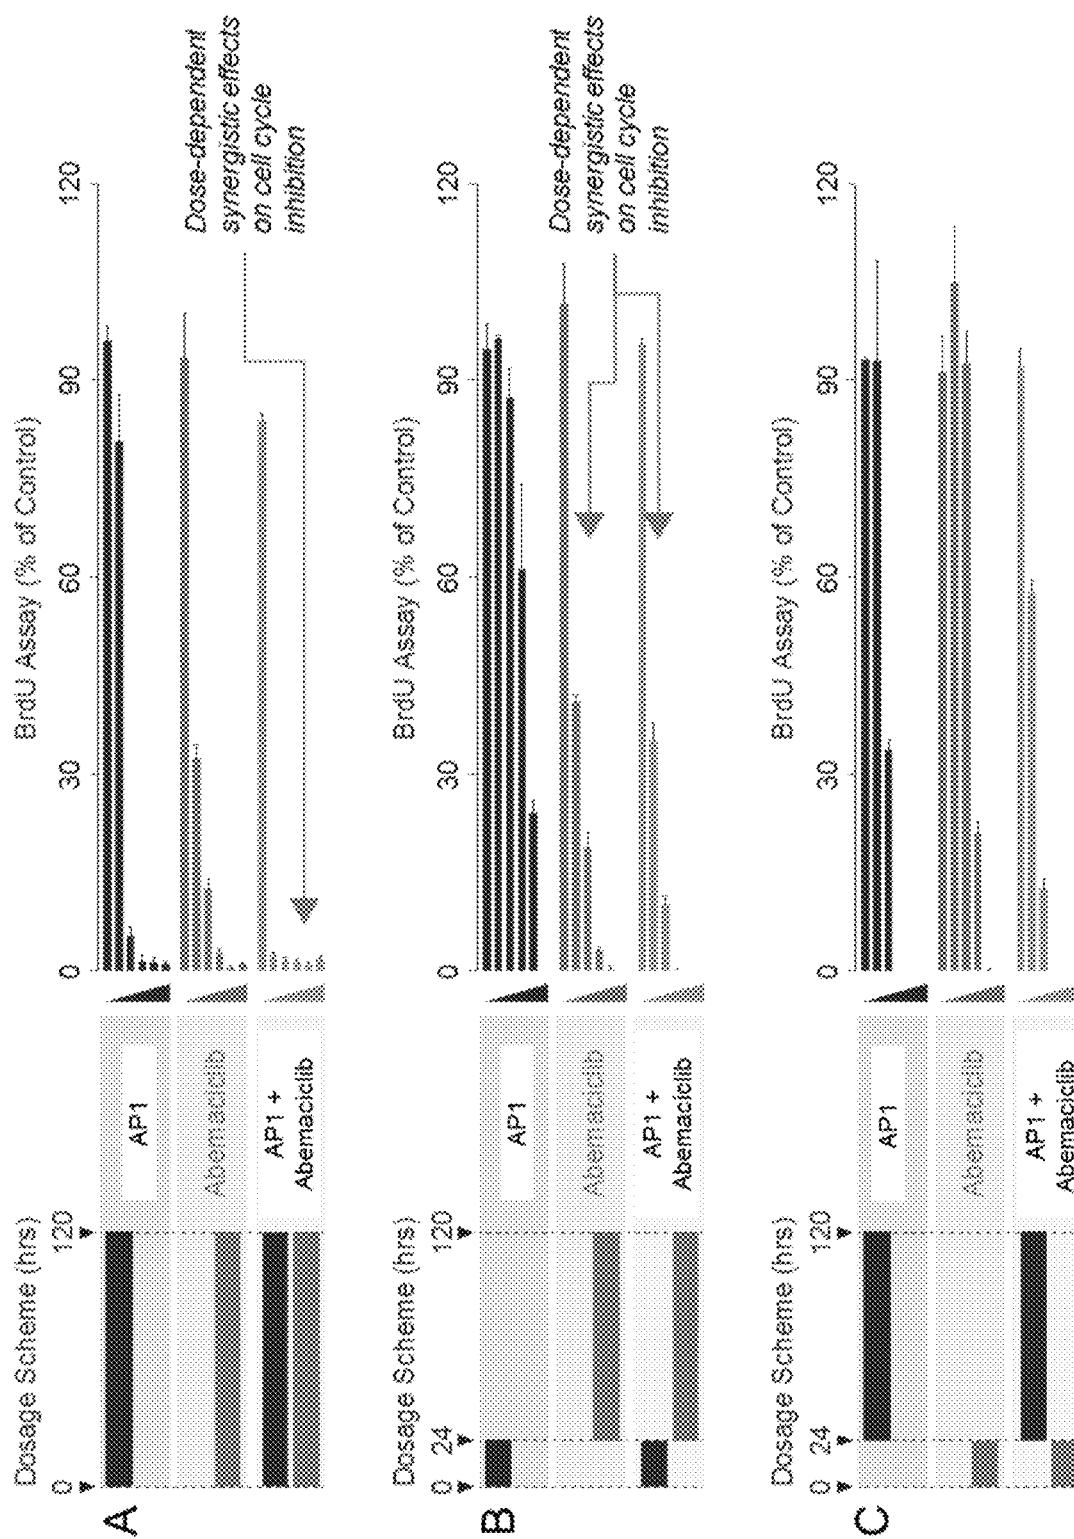 A
Dosage Scheme (hrs)
0 120
BrdU Assay (% of Control)
0 30 60 90 120
AP1
Abemaciclib
AP1 +
Abemaciclib
Dose-dependent
synergistic effects
on cell cycle
inhibition
B
Dosage Scheme (hrs)
0 24 120
BrdU Assay (% of Control)
0 30 60 90 120
AP1
Abemaciclib
AP1 +
Abemaciclib
Dose-dependent
synergistic effects
on cell cycle
inhibition
C
Dosage Scheme (hrs)
0 24 120
BrdU Assay (% of Control)
0 30 60 90 120
AP1
Abemaciclib
AP1 +
Abemaciclib